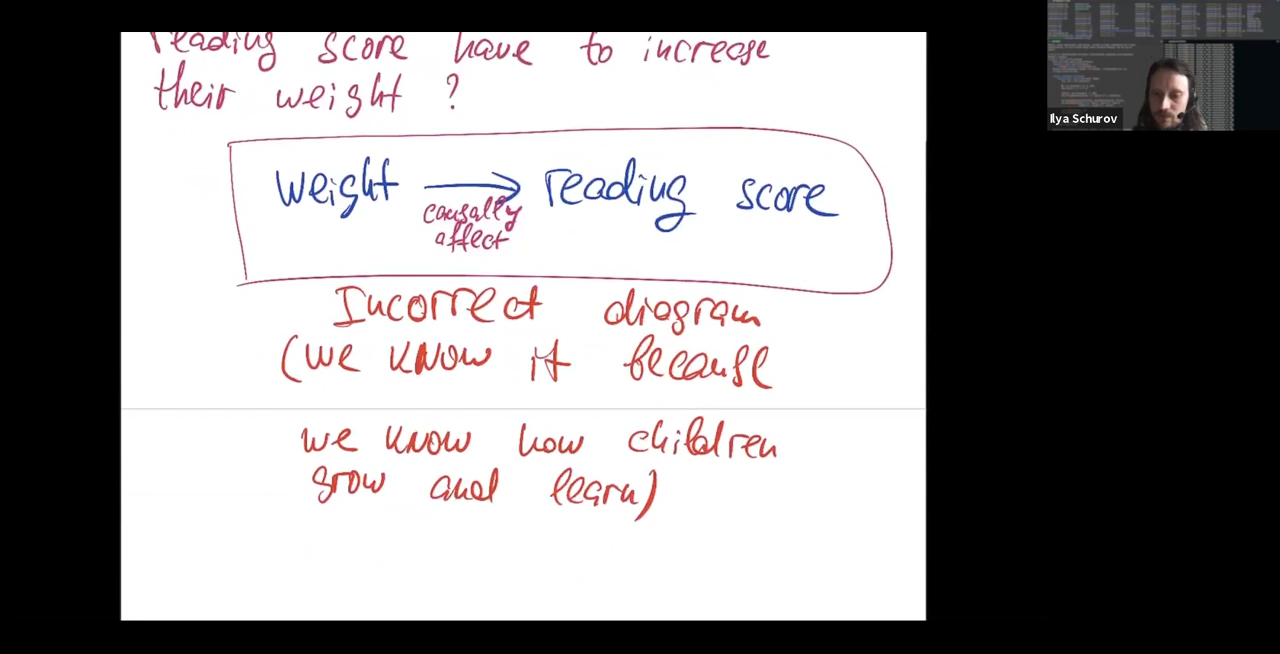 reading score have to increase
their weight ?
weight → reading score
causally
affect
Incorrect diagram
(we know it because
we know how children
grow and learn)
Ilya Schurov